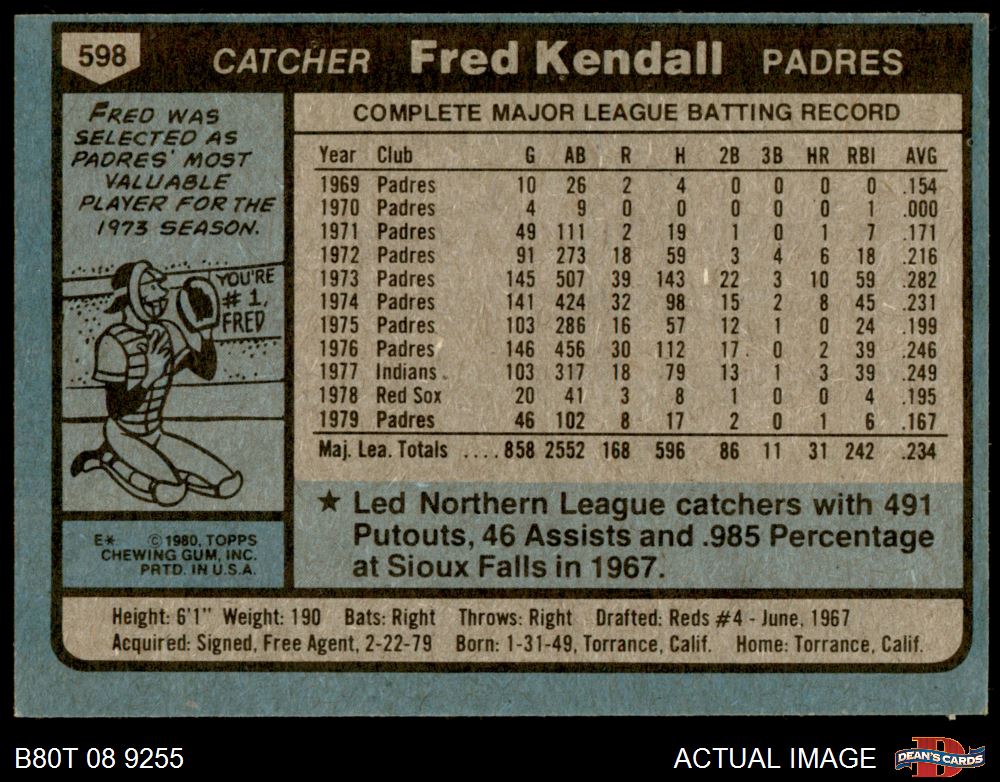 598 CATCHER Fred Kendall PADRES
FRED WAS
SELECTED AS
PADRES' MOST
VALUABLE
PLAYER FOR THE
1973 SEASON.
YOU'RE
#1,
FRED
E* © 1980, TOPPS
CHEWING GUM, INC.
PRTD. IN U.S.A.
COMPLETE MAJOR LEAGUE BATTING RECORD
Year Club G AB R H 2B 3B HR RBI AVG
1969 Padres 10 26 2 4 0 0 0 0 .154
1970 Padres 4 9 0 0 0 0 0 1 .000
1971 Padres 49 111 2 19 1 0 1 7 .171
1972 Padres 91 273 18 59 3 4 6 18 .216
1973 Padres 145 507 39 143 22 3 10 59 .282
1974 Padres 141 424 32 98 15 2 8 45 .231
1975 Padres 103 286 16 57 12 1 0 24 .199
1976 Padres 146 456 30 112 17 0 2 39 .246
1977 Indians 103 317 18 79 13 1 3 39 .249
1978 Red Sox 20 41 3 8 1 0 0 4 .195
1979 Padres 46 102 8 17 2 0 1 6 .167
Maj. Lea. Totals ....858 2552 168 596 86 11 31 242 .234
★ Led Northern League catchers with 491
Putouts, 46 Assists and .985 Percentage
at Sioux Falls in 1967.
Height: 6'1" Weight: 190 Bats: Right Throws: Right Drafted: Reds #4 - June, 1967
Acquired: Signed, Free Agent, 2-22-79 Born: 1-31-49, Torrance, Calif. Home: Torrance, Calif.
B80T 08 9255 ACTUAL IMAGE D DEAN'S CARDS